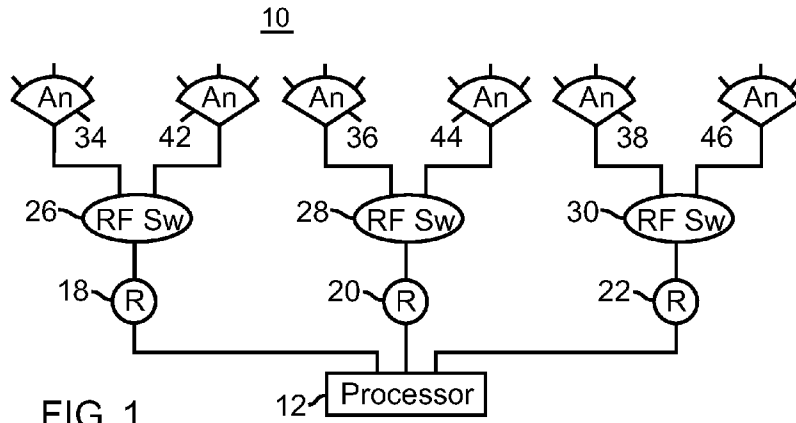 10
An An An An An An
34 42 36 44 38 46
26 RF Sw 28 RF Sw 30 RF Sw
18 R 20 R 22 R
12 Processor
FIG. 1